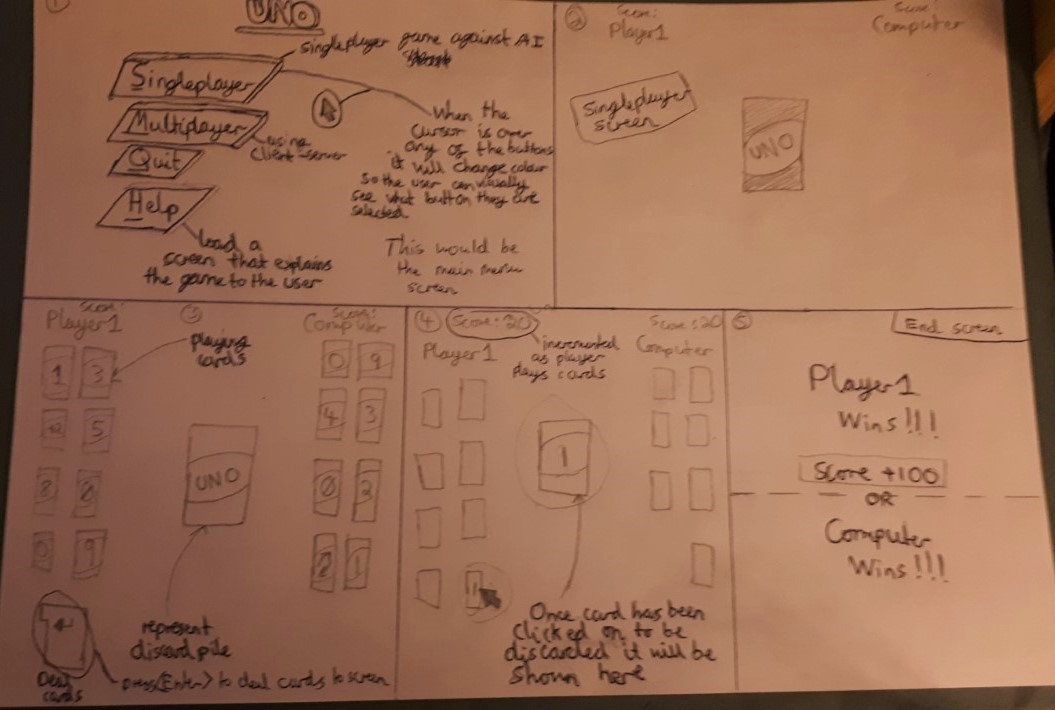 ①
UNO
singleplayer game against AI
Singleplayer
Multiplayer
using
client-server
Quit
Help
Load a
screen that explains
the game to the user
When the
cursor is over
any of the buttons
it will change colour
so the user can visually
see what button they are
selected
This would be
the main menu
screen
②
Score:
Player1
Score:
Computer
Singleplayer
screen
UNO
③
Score:
Player1
Score:
Computer
playing
cards
1 3
+2 5
9
0 9
4 3
0 2
1
UNO
represent
discard pile
Deal
cards
press<Enter> to deal cards to screen
④
Score:20
Score:20
Player1
Computer
incremented
as player
plays cards
1
Once card has been
clicked on to be
discarded it will be
shown here
⑤
End screen
Player1
Wins!!!
Score +100
OR
Computer
Wins!!!